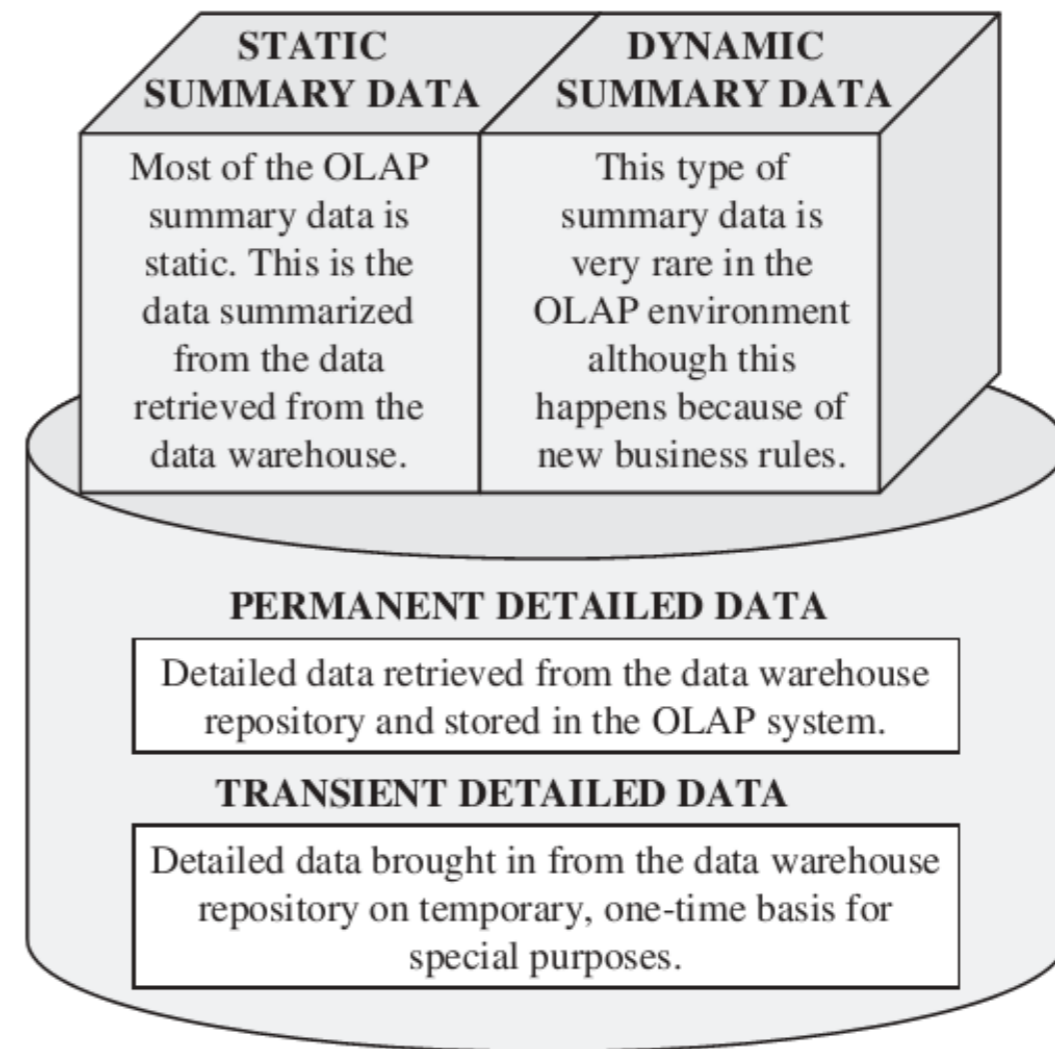 STATIC
SUMMARY DATA
Most of the OLAP
summary data is
static. This is the
data summarized
from the data
retrieved from the
data warehouse.
DYNAMIC
SUMMARY DATA
This type of
summary data is
very rare in the
OLAP environment
although this
happens because of
new business rules.
PERMANENT DETAILED DATA
Detailed data retrieved from the data warehouse
repository and stored in the OLAP system.
TRANSIENT DETAILED DATA
Detailed data brought in from the data warehouse
repository on temporary, one-time basis for
special purposes.